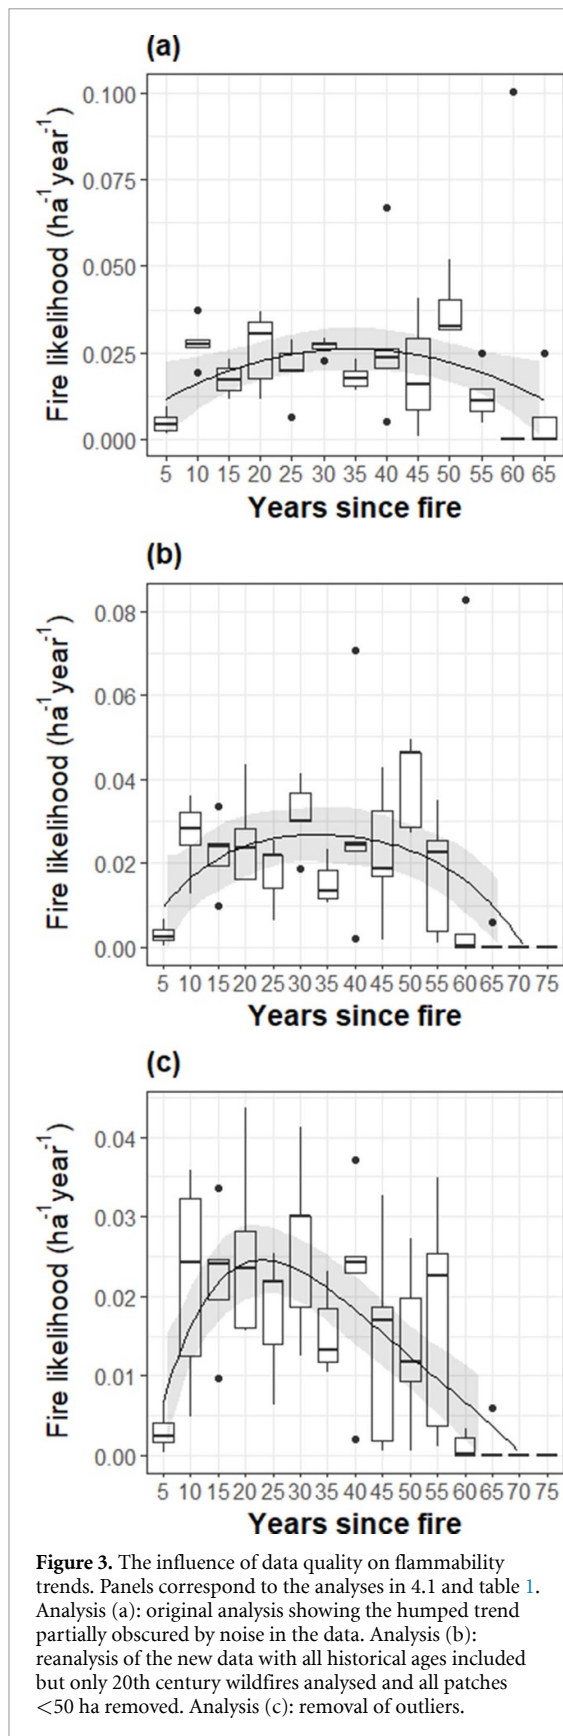 (a)
Fire likelihood (ha⁻¹year⁻¹)
0.100
0.075
0.050
0.025
0.000
5 10 15 20 25 30 35 40 45 50 55 60 65
Years since fire
(b)
Fire likelihood (ha⁻¹year⁻¹)
0.08
0.06
0.04
0.02
0.00
5 10 15 20 25 30 35 40 45 50 55 60 65 70 75
Years since fire
(c)
Fire likelihood (ha⁻¹year⁻¹)
0.04
0.03
0.02
0.01
0.00
5 10 15 20 25 30 35 40 45 50 55 60 65 70 75
Years since fire
Figure 3. The influence of data quality on flammability
trends. Panels correspond to the analyses in 4.1 and table 1.
Analysis (a): original analysis showing the humped trend
partially obscured by noise in the data. Analysis (b):
reanalysis of the new data with all historical ages included
but only 20th century wildfires analysed and all patches
<50 ha removed. Analysis (c): removal of outliers.